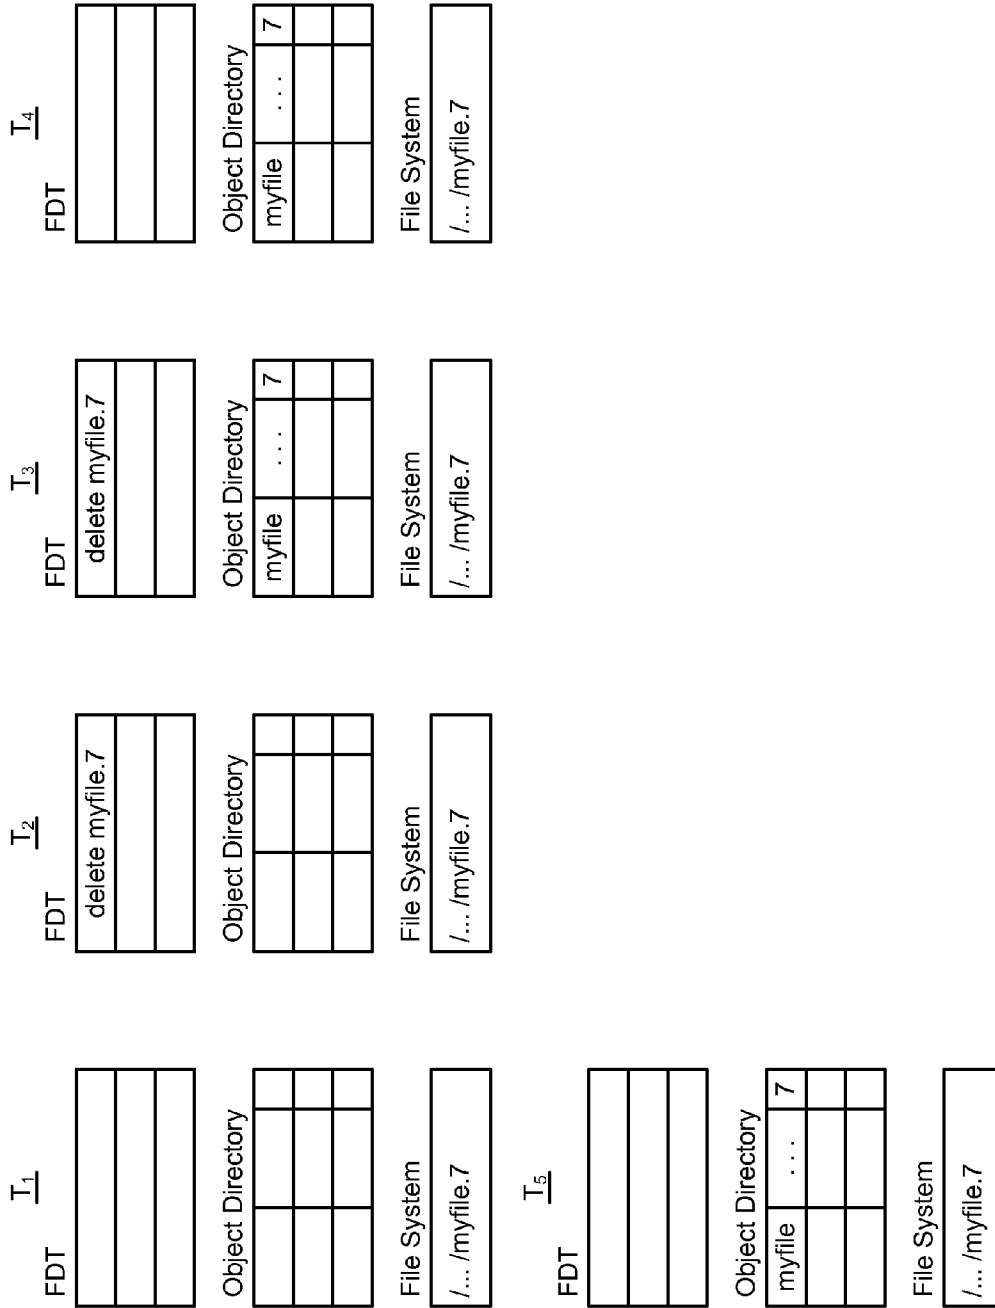 T1
FDT
Object Directory
File System
/... /myfile.7
T2
FDT
delete myfile.7
Object Directory
File System
/... /myfile.7
T3
FDT
delete myfile.7
Object Directory
myfile ... 7
File System
/... /myfile.7
T4
FDT
Object Directory
myfile ... 7
File System
/... /myfile.7
T5
FDT
Object Directory
myfile ... 7
File System
/... /myfile.7